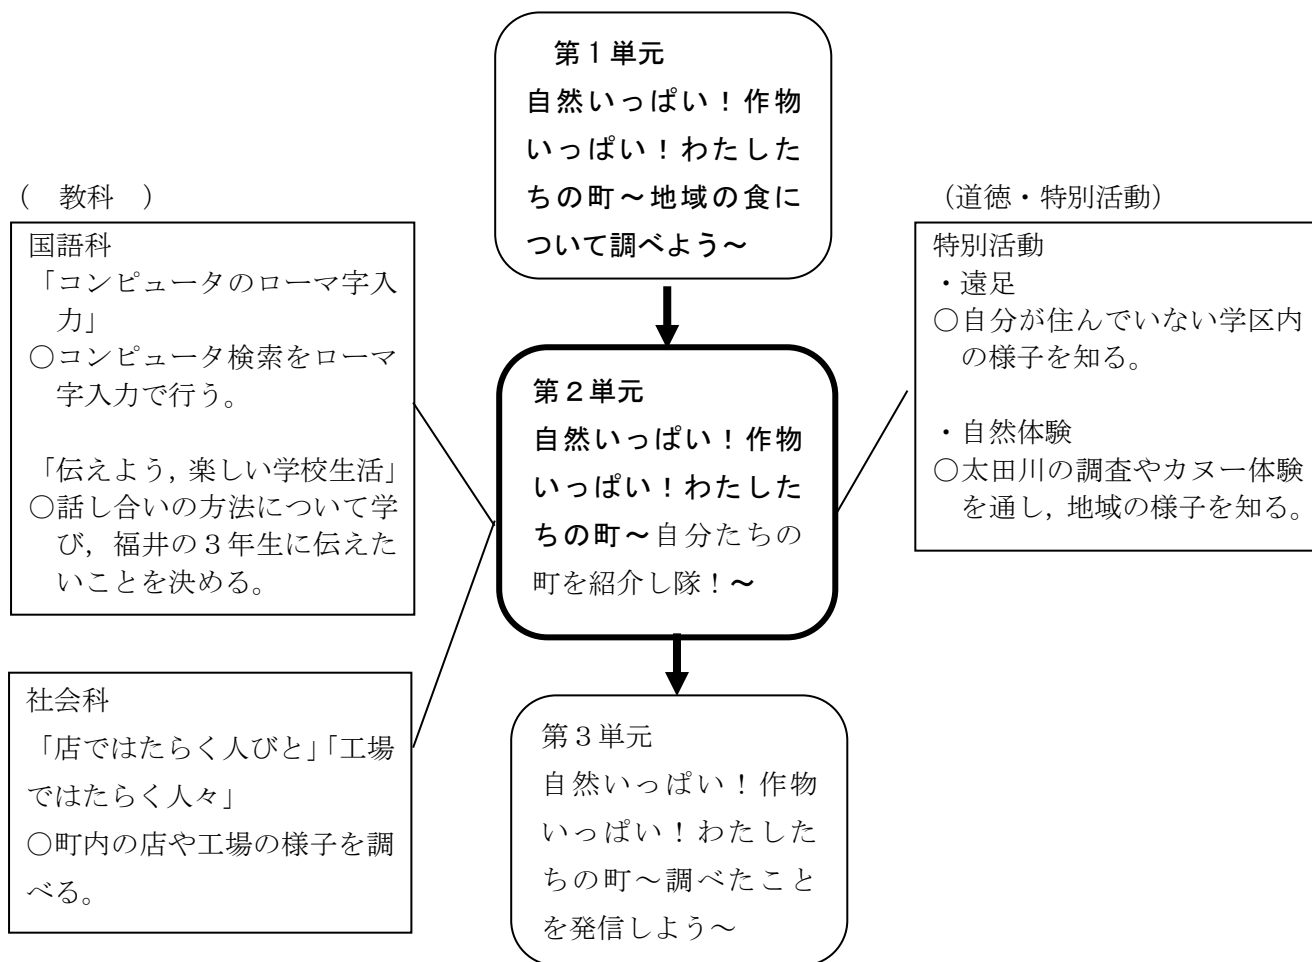 第１単元
自然いっぱい！作物
いっぱい！わたした
ちの町～地域の食に
ついて調べよう～
（　教科　）
国語科
「コンピュータのローマ字入
力」
○コンピュータ検索をローマ
字入力で行う。
「伝えよう，楽しい学校生活」
○話し合いの方法について学
び，福井の３年生に伝えた
いことを決める。
社会科
「店ではたらく人びと」「工場
ではたらく人々」
○町内の店や工場の様子を調
べる。
第２単元
自然いっぱい！作物
いっぱい！わたした
ちの町～自分たちの
町を紹介し隊！～
第３単元
自然いっぱい！作物
いっぱい！わたした
ちの町～調べたこと
を発信しよう～
（道徳・特別活動）
特別活動
・遠足
○自分が住んでいない学区内
の様子を知る。
・自然体験
○太田川の調査やカヌー体験
を通し，地域の様子を知る。